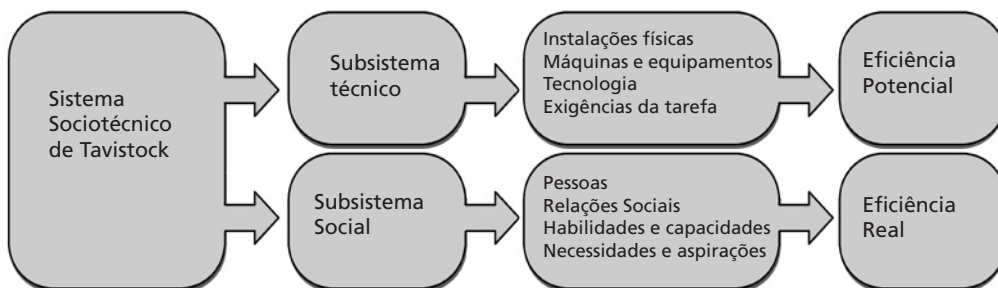 Sistema
Sociotécnico
de Tavistock
Subsistema
técnico
Instalações físicas
Máquinas e equipamentos
Tecnologia
Exigências da tarefa
Eficiência
Potencial
Subsistema
Social
Pessoas
Relações Sociais
Habilidades e capacidades
Necessidades e aspirações
Eficiência
Real